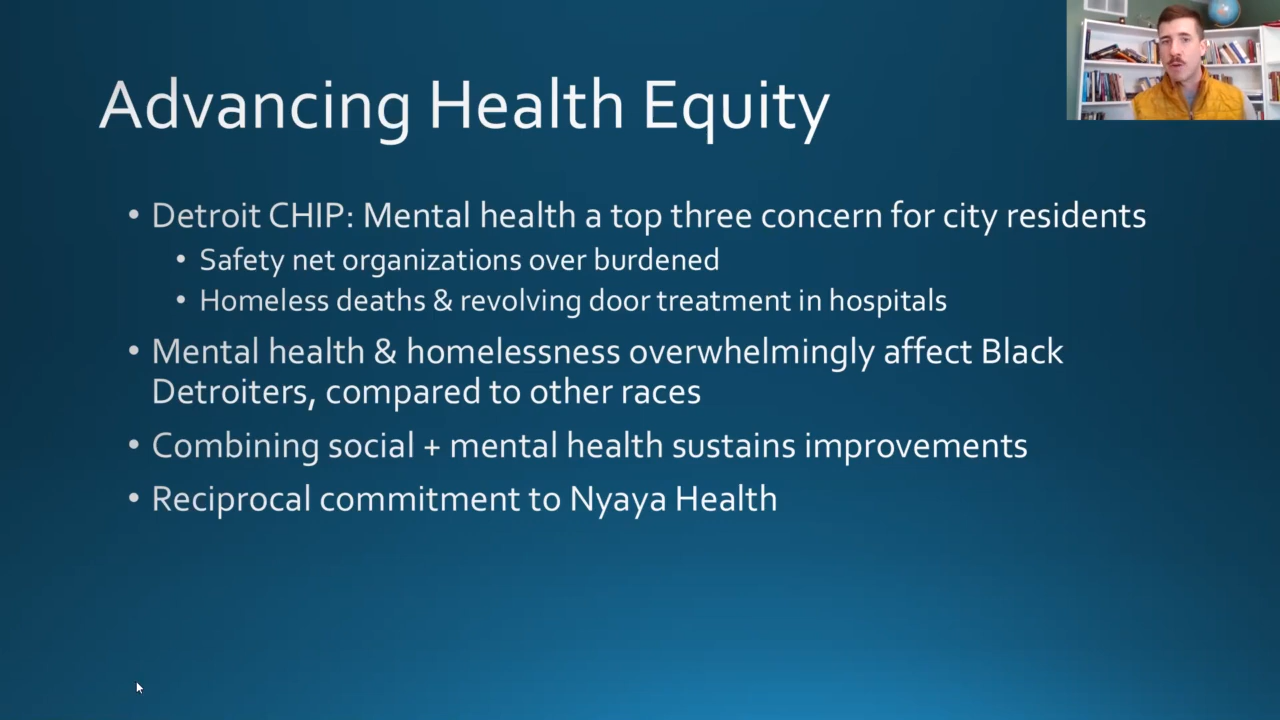 Advancing Health Equity
• Detroit CHIP: Mental health a top three concern for city residents
• Safety net organizations over burdened
• Homeless deaths & revolving door treatment in hospitals
• Mental health & homelessness overwhelmingly affect Black
Detroiters, compared to other races
• Combining social + mental health sustains improvements
• Reciprocal commitment to Nyaya Health